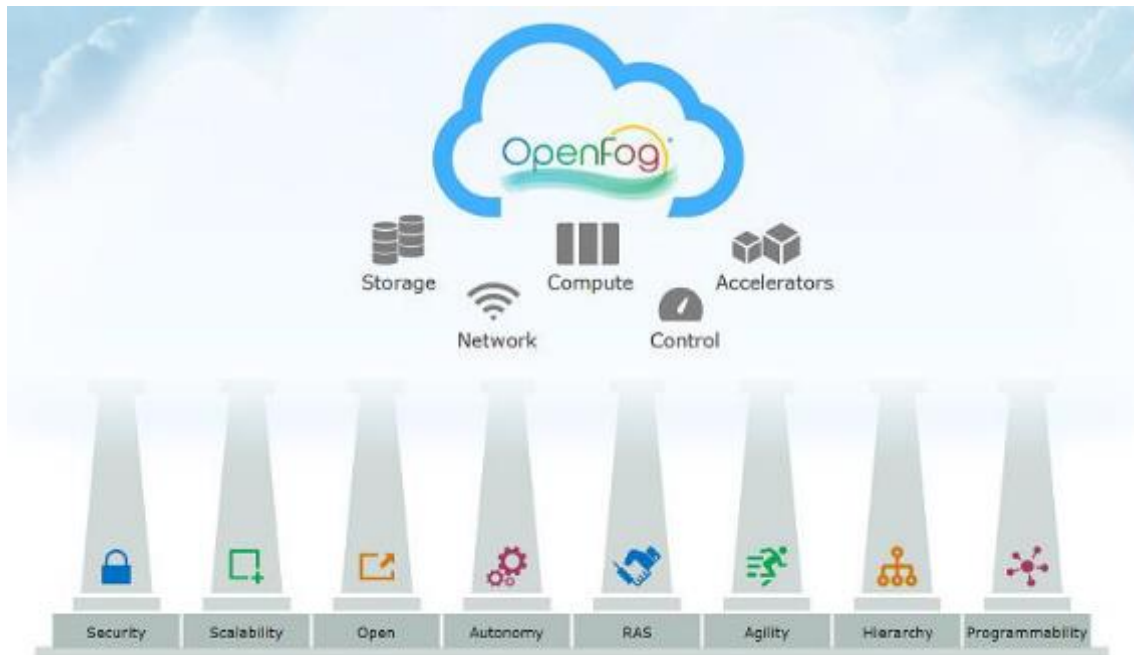 OpenFog
Storage
Compute
Accelerators
Network
Control
Security
Scalability
Open
Autonomy
RAS
Agility
Hierarchy
Programmability